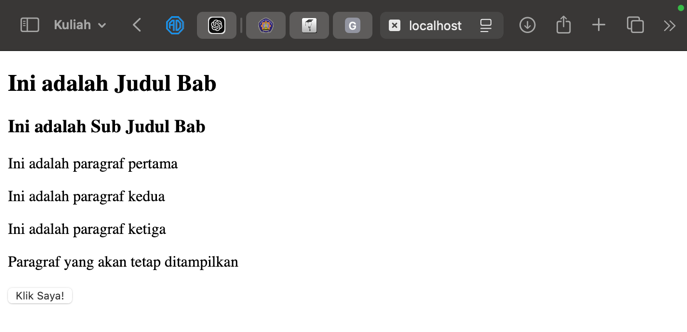 Kuliah
G
localhost
Ini adalah Judul Bab
Ini adalah Sub Judul Bab
Ini adalah paragraf pertama
Ini adalah paragraf kedua
Ini adalah paragraf ketiga
Paragraf yang akan tetap ditampilkan
Klik Saya!